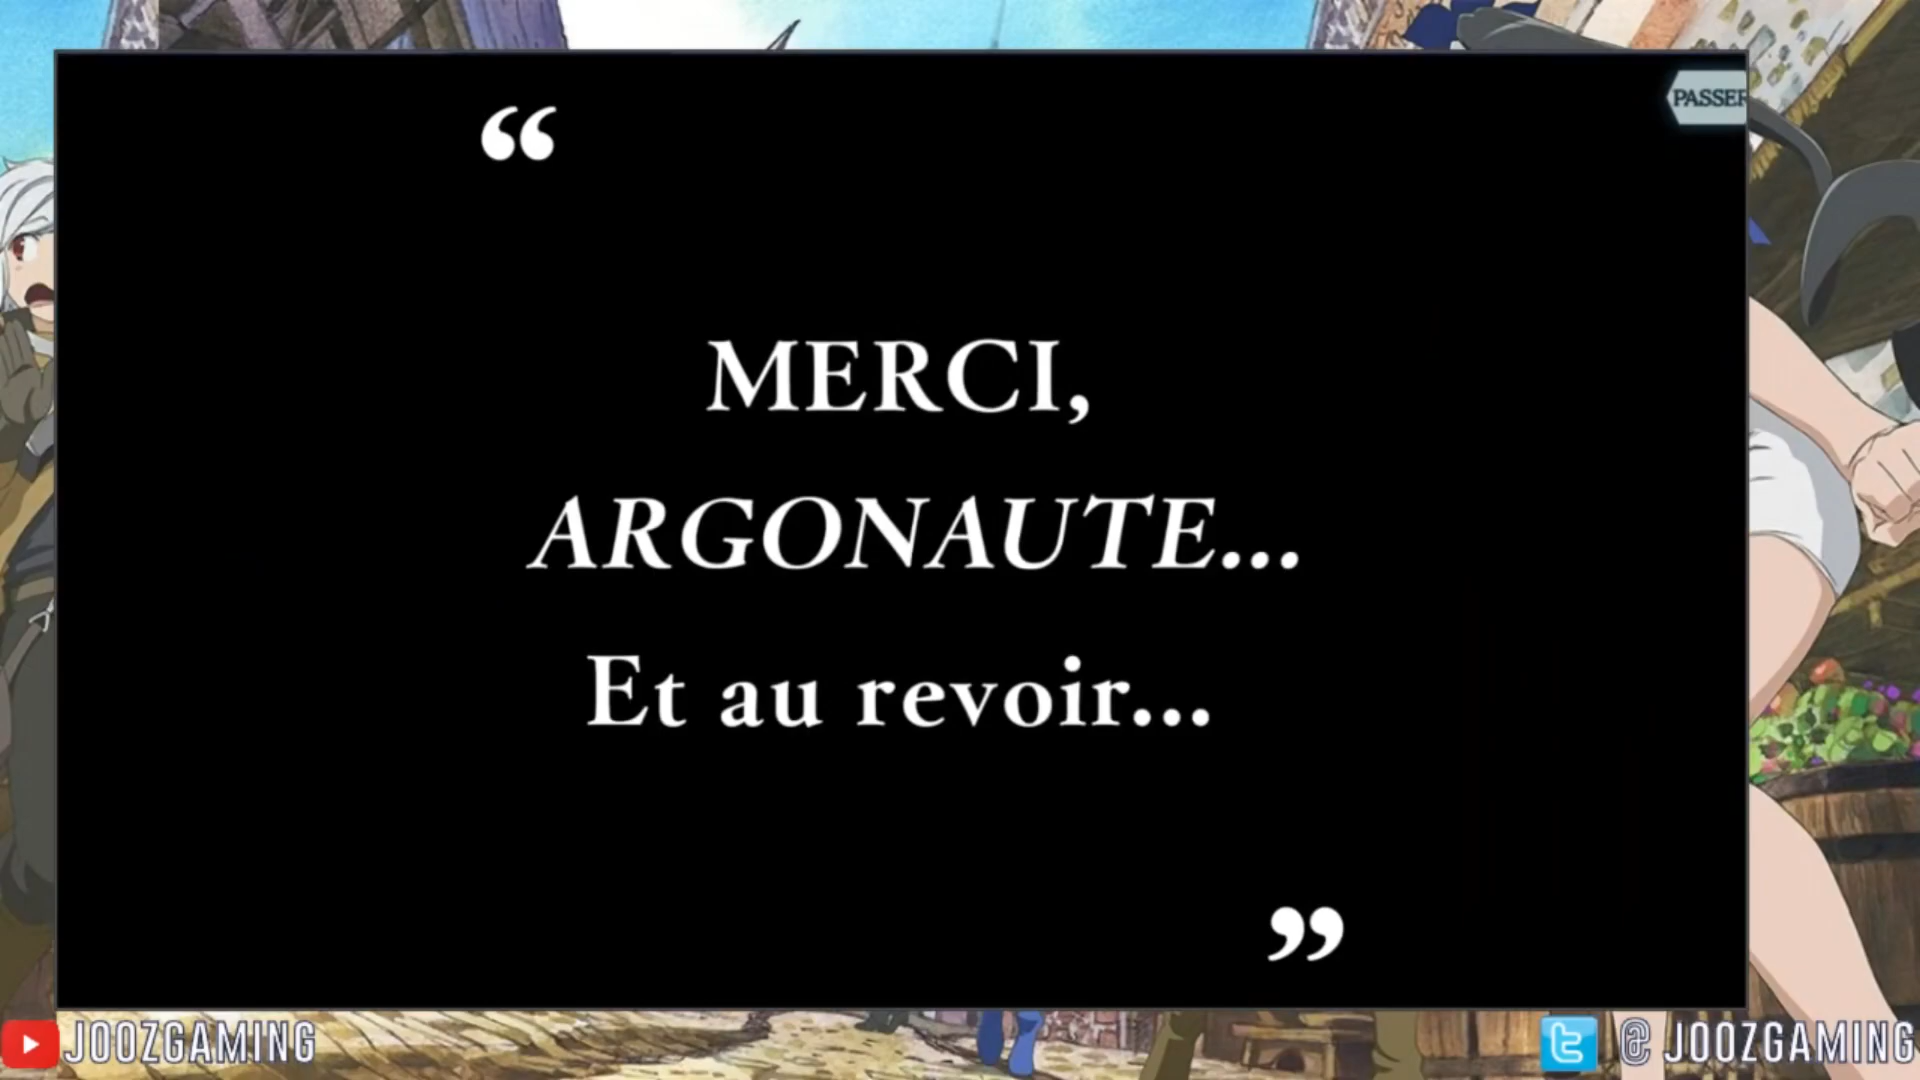 “
PASSER
MERCI,
ARGONAUTE...
Et au revoir...
”
JOOZGAMING
@ JOOZGAMING